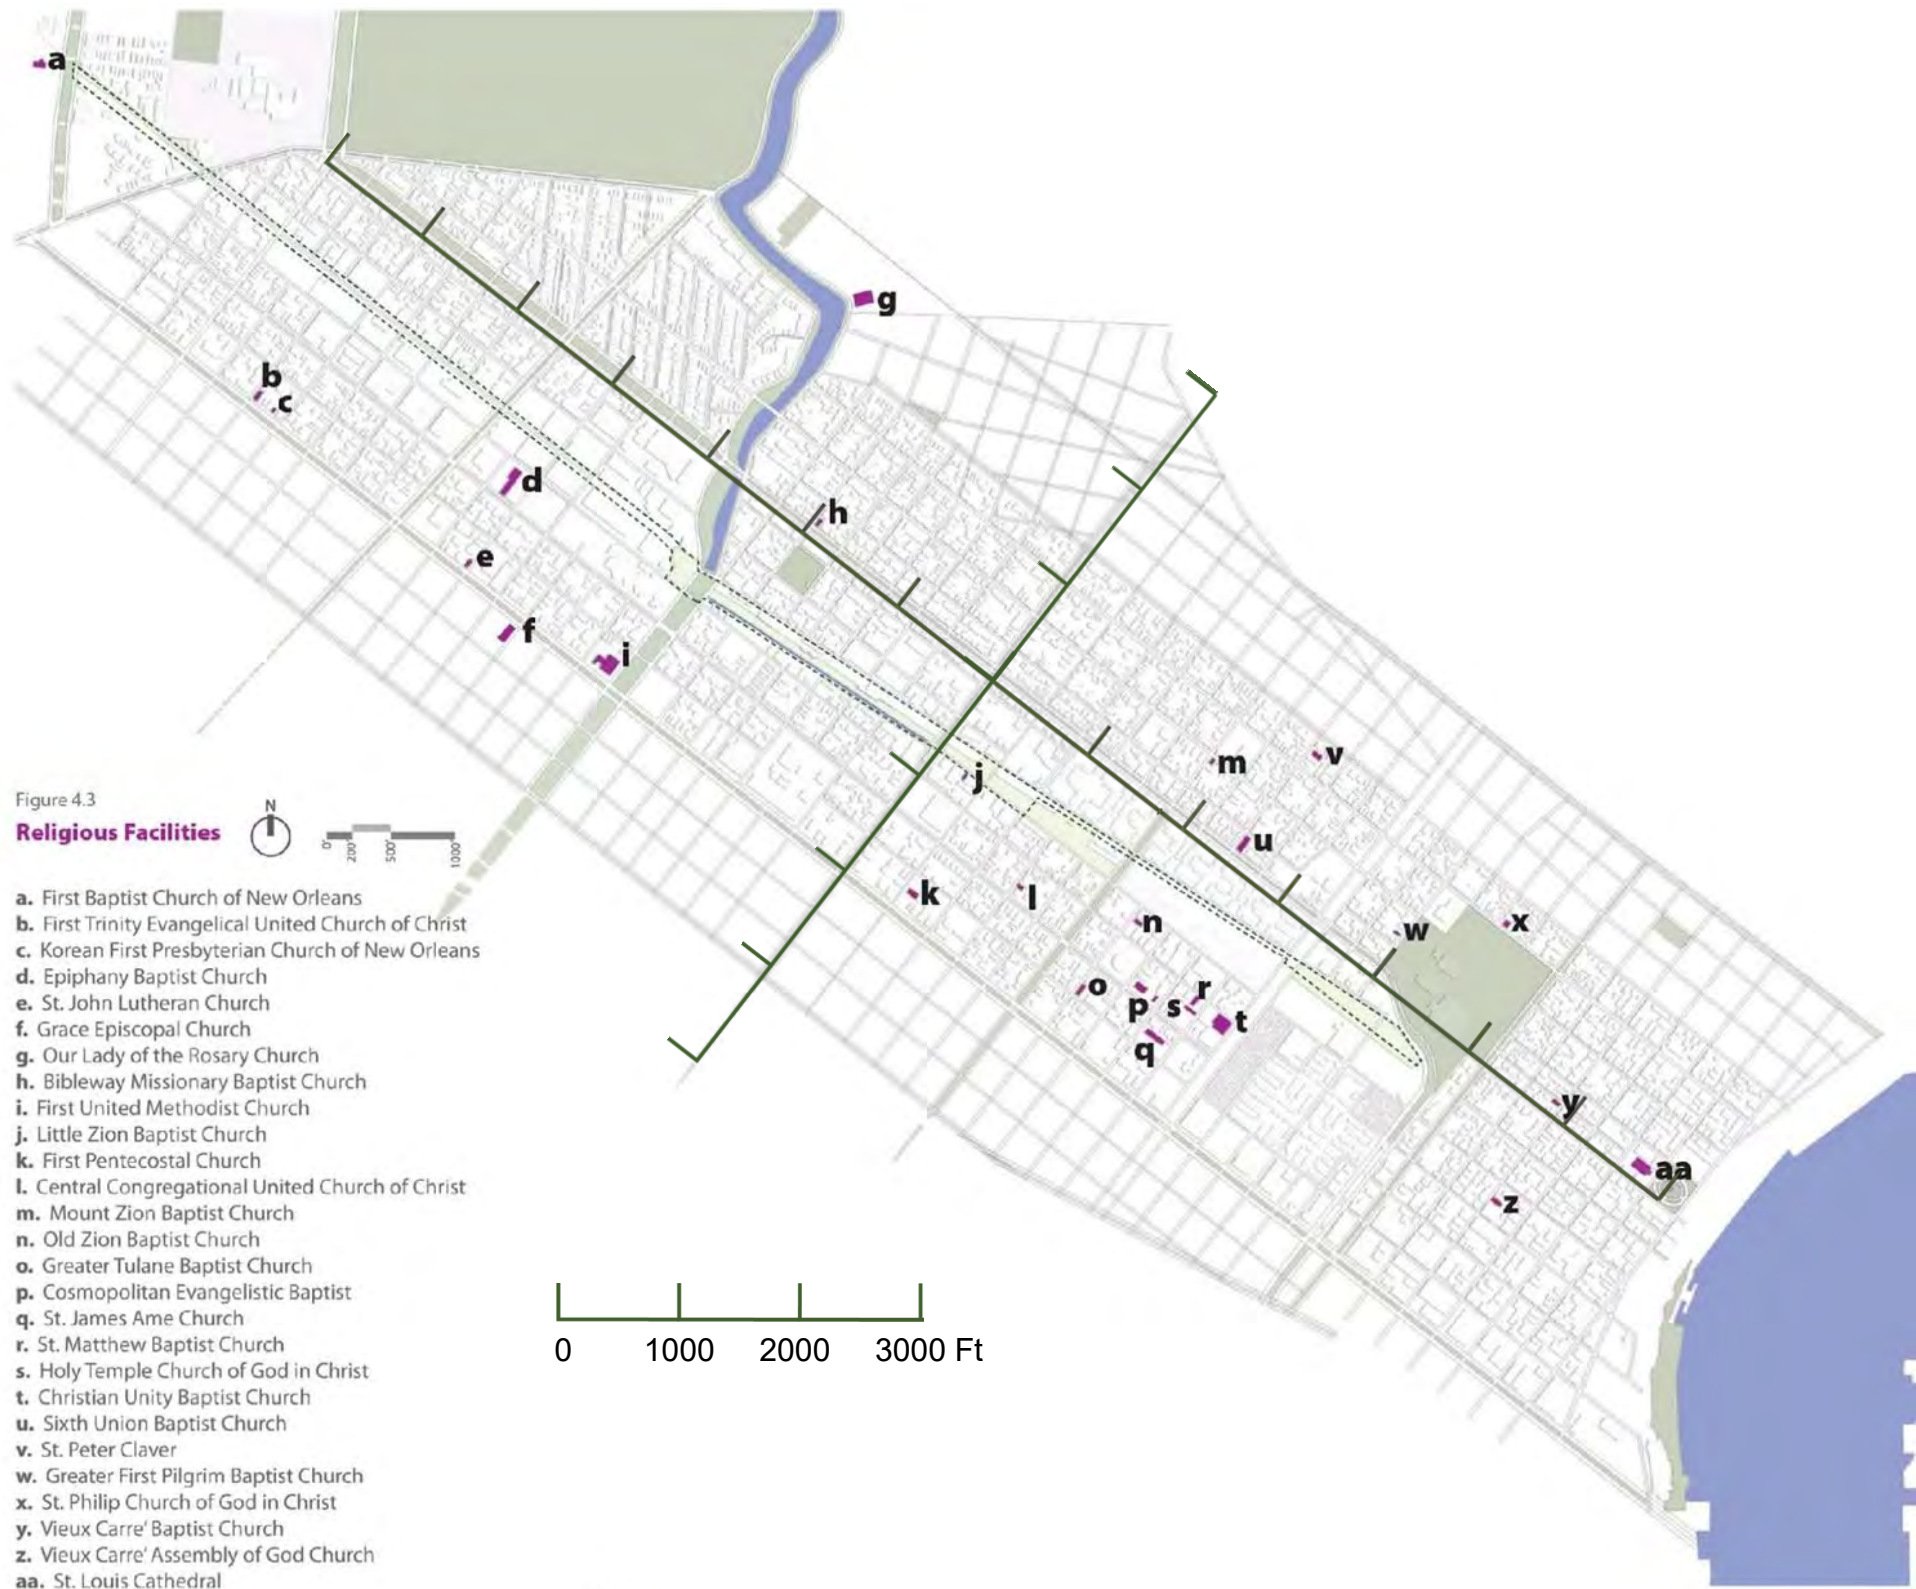 a
g
b
c
d
h
e
f
i
m
v
j
u
k
l
n
w
x
o
r
p
s
t
q
y
aa
z
Figure 4.3
Religious Facilities
N
0'
200'
500'
1000'
a. First Baptist Church of New Orleans
b. First Trinity Evangelical United Church of Christ
c. Korean First Presbyterian Church of New Orleans
d. Epiphany Baptist Church
e. St. John Lutheran Church
f. Grace Episcopal Church
g. Our Lady of the Rosary Church
h. Bibleway Missionary Baptist Church
i. First United Methodist Church
j. Little Zion Baptist Church
k. First Pentecostal Church
l. Central Congregational United Church of Christ
m. Mount Zion Baptist Church
n. Old Zion Baptist Church
o. Greater Tulane Baptist Church
p. Cosmopolitan Evangelistic Baptist
q. St. James Ame Church
r. St. Matthew Baptist Church
s. Holy Temple Church of God in Christ
t. Christian Unity Baptist Church
u. Sixth Union Baptist Church
v. St. Peter Claver
w. Greater First Pilgrim Baptist Church
x. St. Philip Church of God in Christ
y. Vieux Carre' Baptist Church
z. Vieux Carre' Assembly of God Church
aa. St. Louis Cathedral
0 1000 2000 3000 Ft